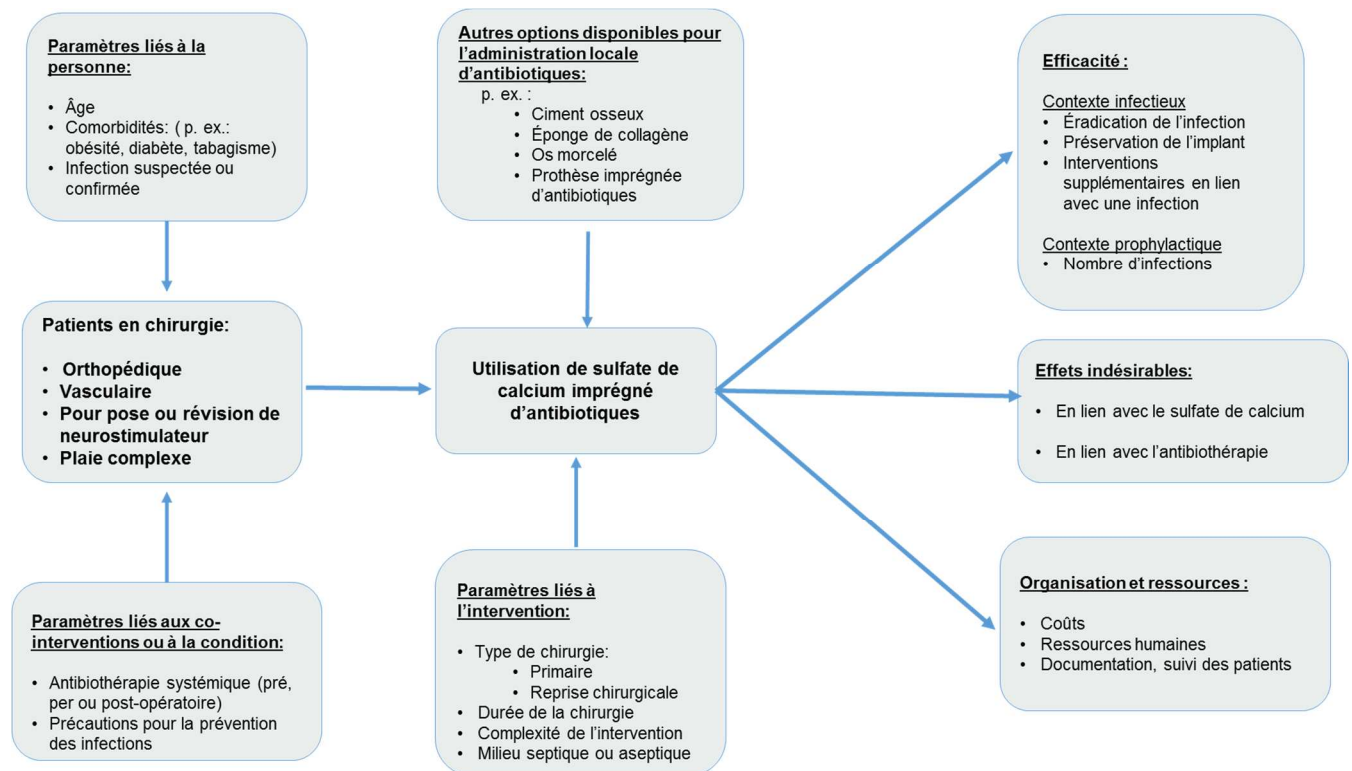 Paramètres liés à la
personne:
• Âge
• Comorbidités: ( p. ex.:
obésité, diabète, tabagisme)
• Infection suspectée ou
confirmée
Patients en chirurgie:
• Orthopédique
• Vasculaire
• Pour pose ou révision de
neurostimulateur
• Plaie complexe
Paramètres liés aux co-
interventions ou à la condition:
• Antibiothérapie systémique (pré,
per ou post-opératoire)
• Précautions pour la prévention
des infections
Autres options disponibles pour
l’administration locale
d’antibiotiques:
p. ex. :
• Ciment osseux
• Éponge de collagène
• Os morcelé
• Prothèse imprégnée
d’antibiotiques
Utilisation de sulfate de
calcium imprégné
d’antibiotiques
Paramètres liés à
l’intervention:
• Type de chirurgie:
• Primaire
• Reprise chirurgicale
• Durée de la chirurgie
• Complexité de l’intervention
• Milieu septique ou aseptique
Efficacité :
Contexte infectieux
• Éradication de l’infection
• Préservation de l’implant
• Interventions
supplémentaires en lien
avec une infection
Contexte prophylactique
• Nombre d’infections
Effets indésirables:
• En lien avec le sulfate de calcium
• En lien avec l’antibiothérapie
Organisation et ressources :
• Coûts
• Ressources humaines
• Documentation, suivi des patients